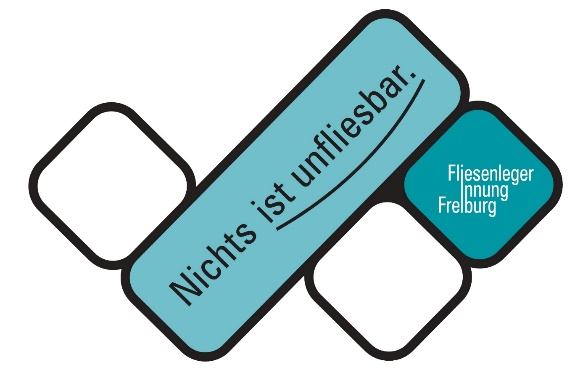 Nichts ist unfliesbar.
Fliesenleger
Innung
Freiburg